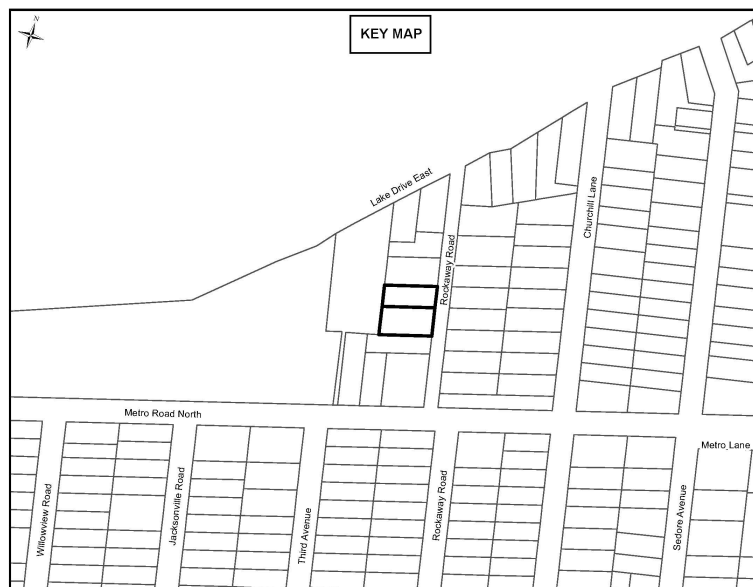 N
KEY MAP
Lake Drive East
Churchill Lane
Rockaway Road
Metro Road North
Metro Lane
Willowview Road
Jacksonville Road
Third Avenue
Rockaway Road
Sedore Avenue